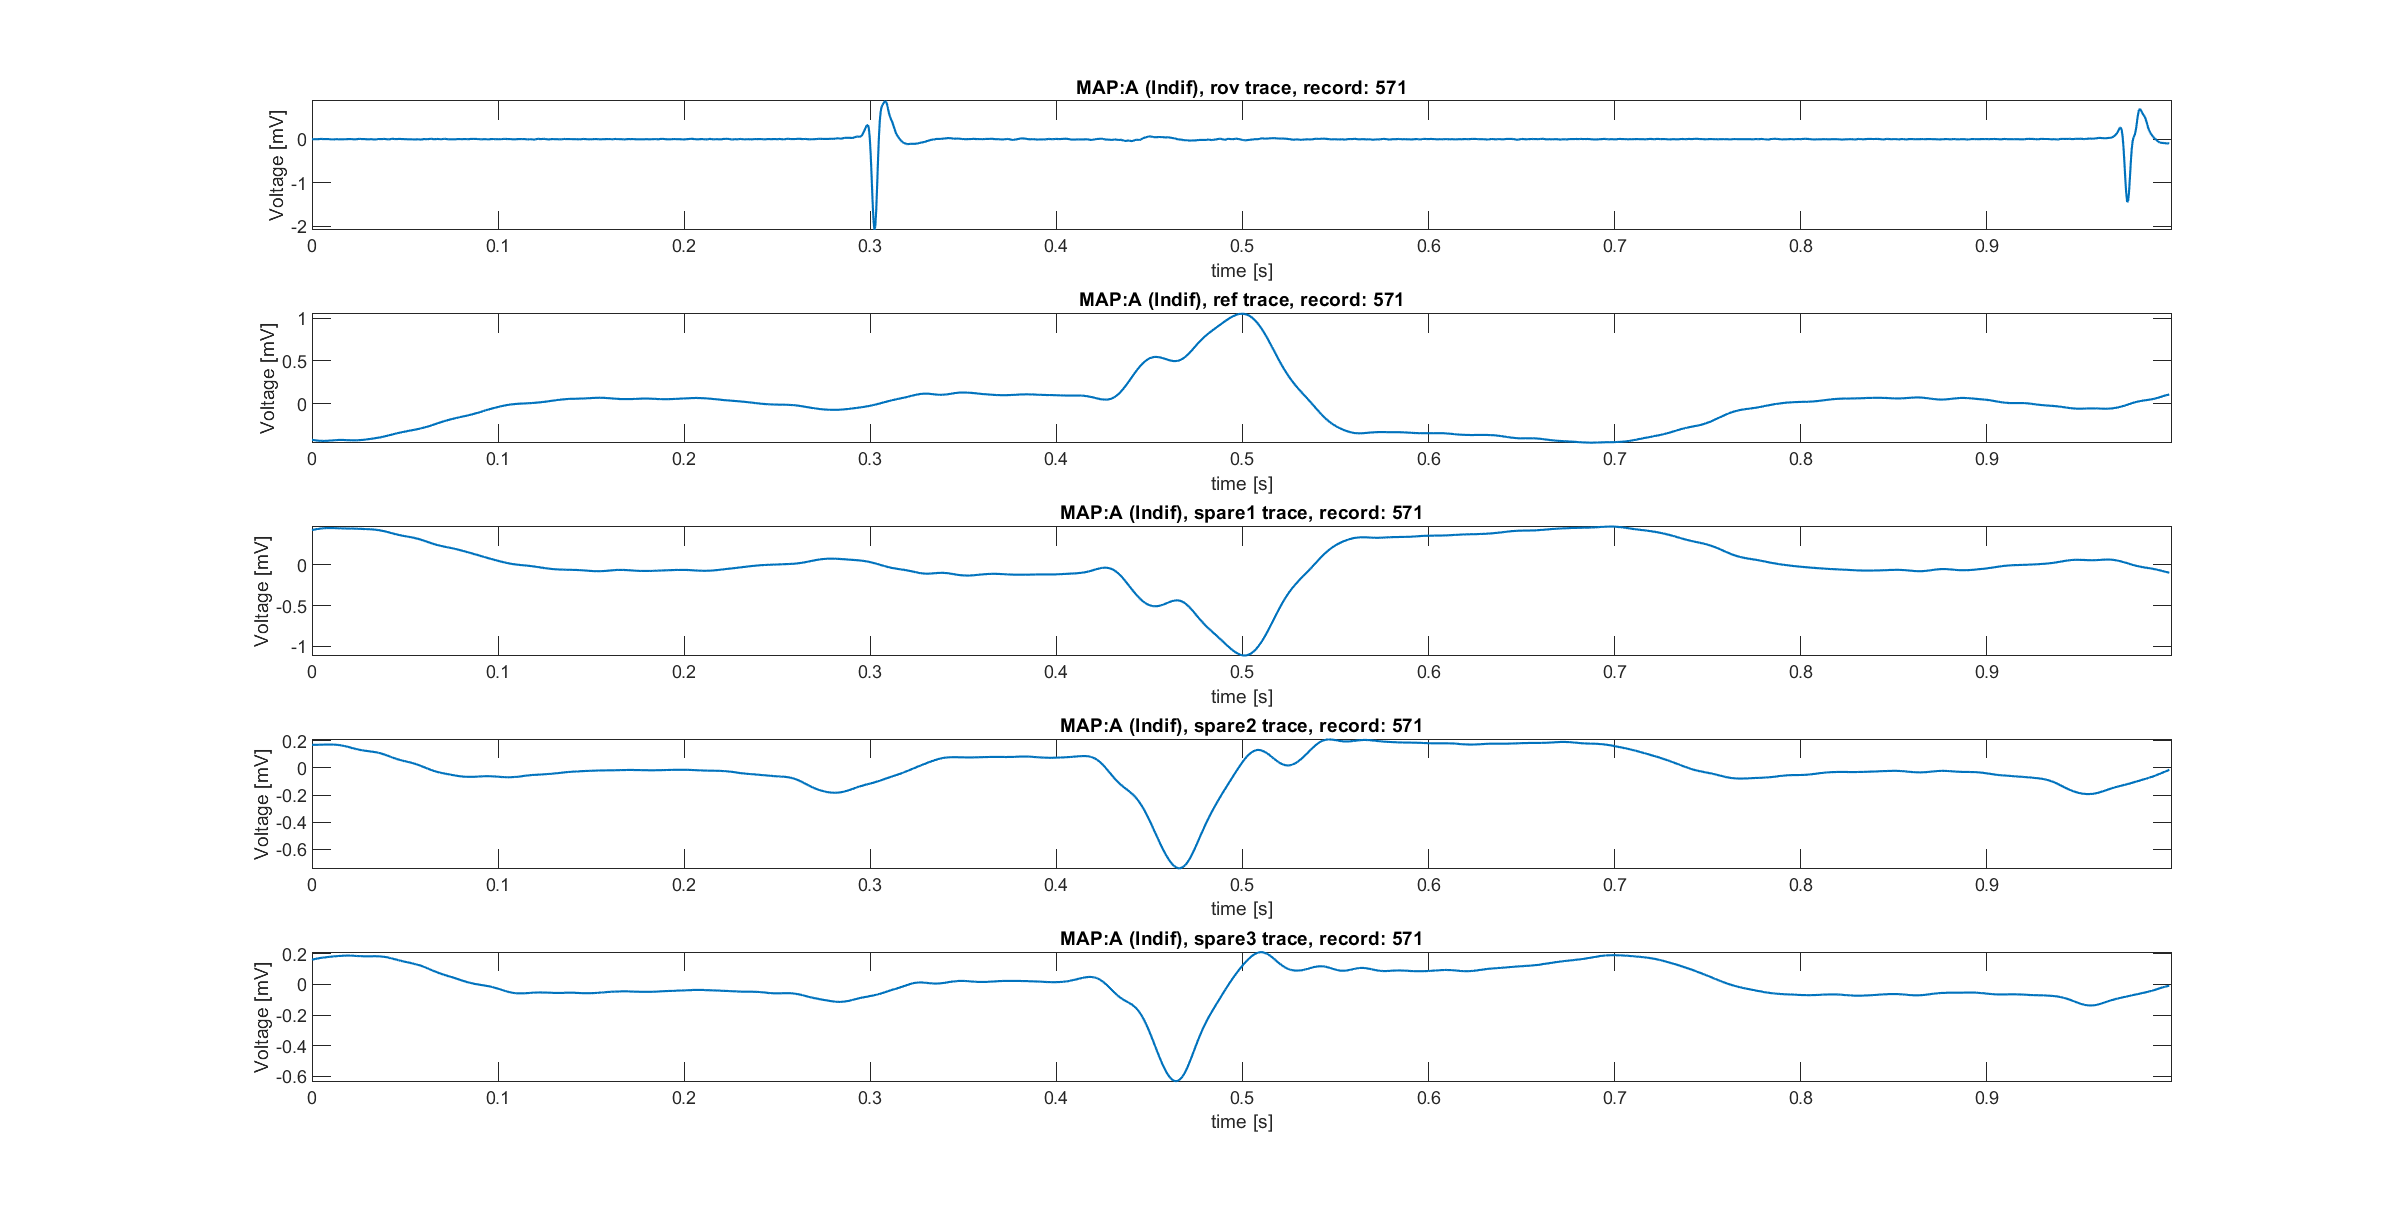 MAP:A (Indif), rov trace, record: 571
Voltage [mV]
0
-1
-2
0 0.1 0.2 0.3 0.4 0.5 0.6 0.7 0.8 0.9
time [s]
MAP:A (Indif), ref trace, record: 571
Voltage [mV]
1
0.5
0
0 0.1 0.2 0.3 0.4 0.5 0.6 0.7 0.8 0.9
time [s]
MAP:A (Indif), spare1 trace, record: 571
Voltage [mV]
0
-0.5
-1
0 0.1 0.2 0.3 0.4 0.5 0.6 0.7 0.8 0.9
time [s]
MAP:A (Indif), spare2 trace, record: 571
Voltage [mV]
0.2
0
-0.2
-0.4
-0.6
0 0.1 0.2 0.3 0.4 0.5 0.6 0.7 0.8 0.9
time [s]
MAP:A (Indif), spare3 trace, record: 571
Voltage [mV]
0.2
0
-0.2
-0.4
-0.6
0 0.1 0.2 0.3 0.4 0.5 0.6 0.7 0.8 0.9
time [s]